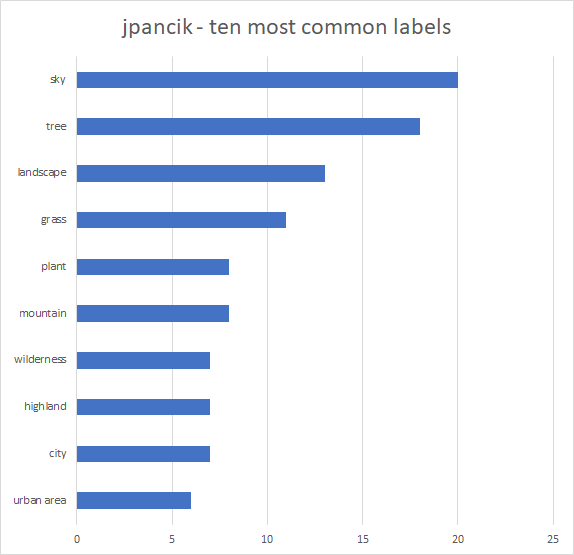 jpancik - ten most common labels
sky
tree
landscape
grass
plant
mountain
wilderness
highland
city
urban area
0 5 10 15 20 25